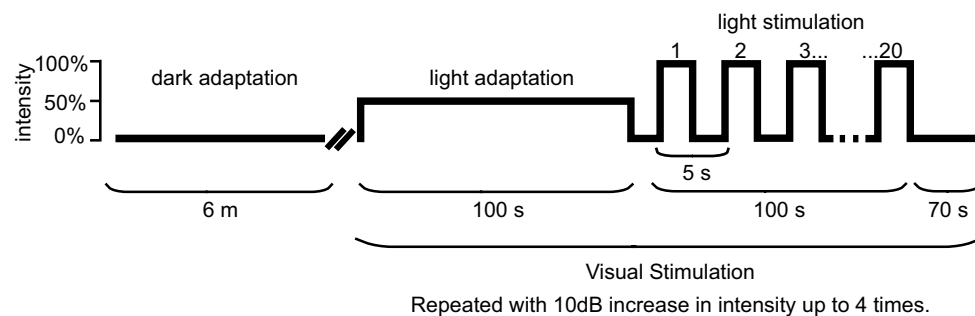 light stimulation
1 2 3... ...20
100%
dark adaptation
light adaptation
intensity
50%
0%
5 s
6 m
100 s
100 s
70 s
Visual Stimulation
Repeated with 10dB increase in intensity up to 4 times.